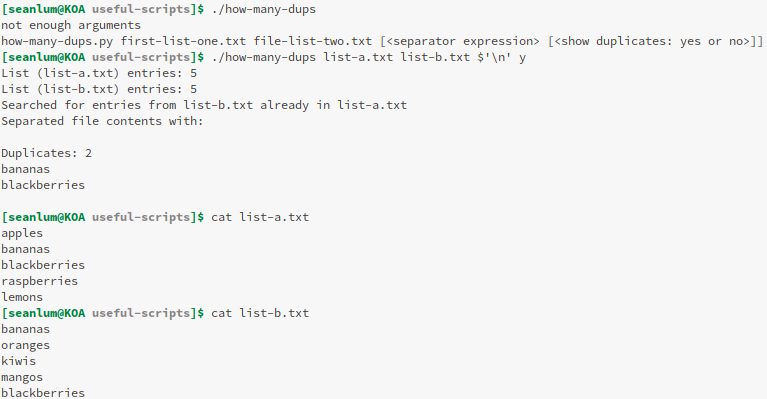 [seanlum@KOA useful-scripts]$ ./how-many-dups
not enough arguments
how-many-dups.py first-list-one.txt file-list-two.txt [<separator expression> [<show duplicates: yes or no>]]
[seanlum@KOA useful-scripts]$ ./how-many-dups list-a.txt list-b.txt $'\n' y
List (list-a.txt) entries: 5
List (list-b.txt) entries: 5
Searched for entries from list-b.txt already in list-a.txt
Separated file contents with:
Duplicates: 2
bananas
blackberries
[seanlum@KOA useful-scripts]$ cat list-a.txt
apples
bananas
blackberries
raspberries
lemons
[seanlum@KOA useful-scripts]$ cat list-b.txt
bananas
oranges
kiwis
mangos
blackberries